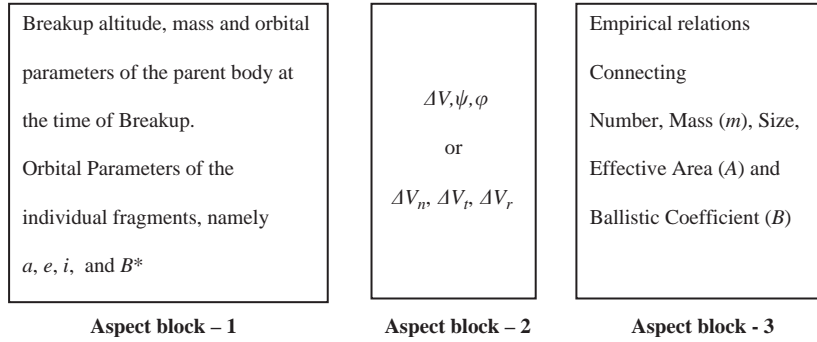 Breakup altitude, mass and orbital
parameters of the parent body at
the time of Breakup.
Orbital Parameters of the
individual fragments, namely
a, e, i, and B*
Aspect block – 1
ΔV,ψ,φ
or
ΔVn, ΔVt, ΔVr
Aspect block – 2
Empirical relations
Connecting
Number, Mass (m), Size,
Effective Area (A) and
Ballistic Coefficient (B)
Aspect block - 3